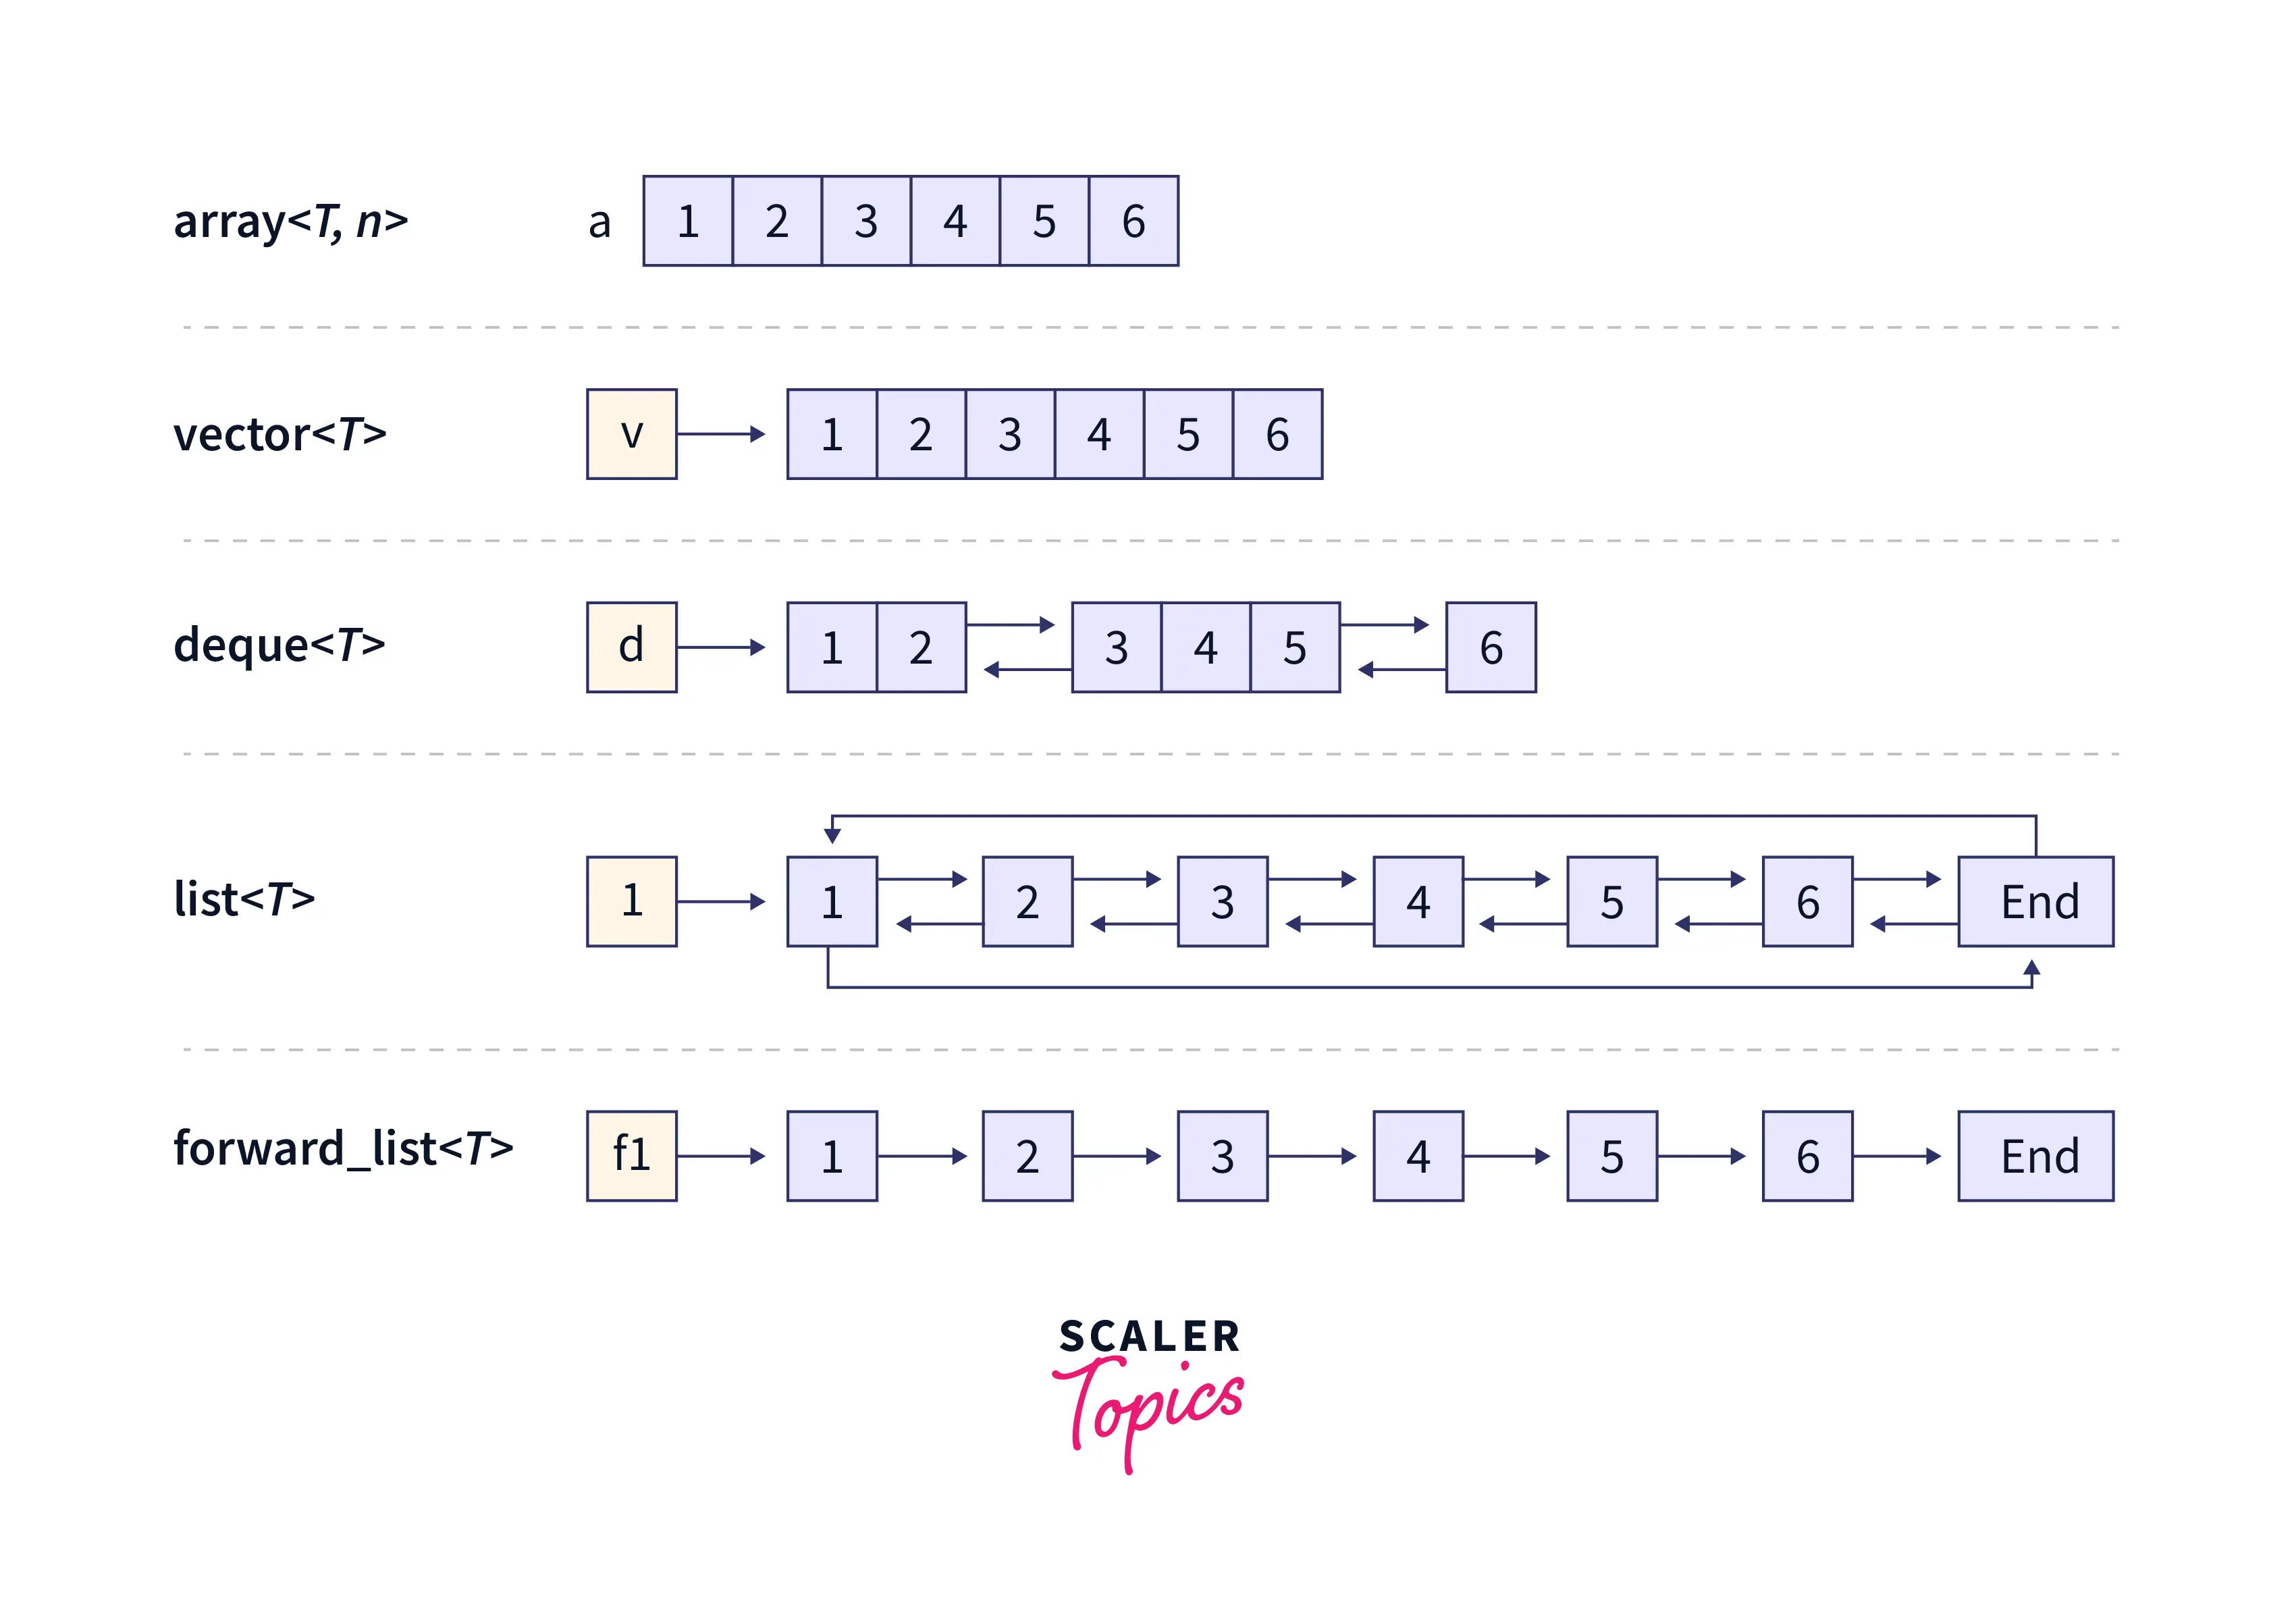 array<T, n> a 1 2 3 4 5 6
vector<T> v 1 2 3 4 5 6
deque<T> d 1 2 3 4 5 6
list<T> 1 1 2 3 4 5 6 End
forward_list<T> f1 1 2 3 4 5 6 End
SCALER
Topics